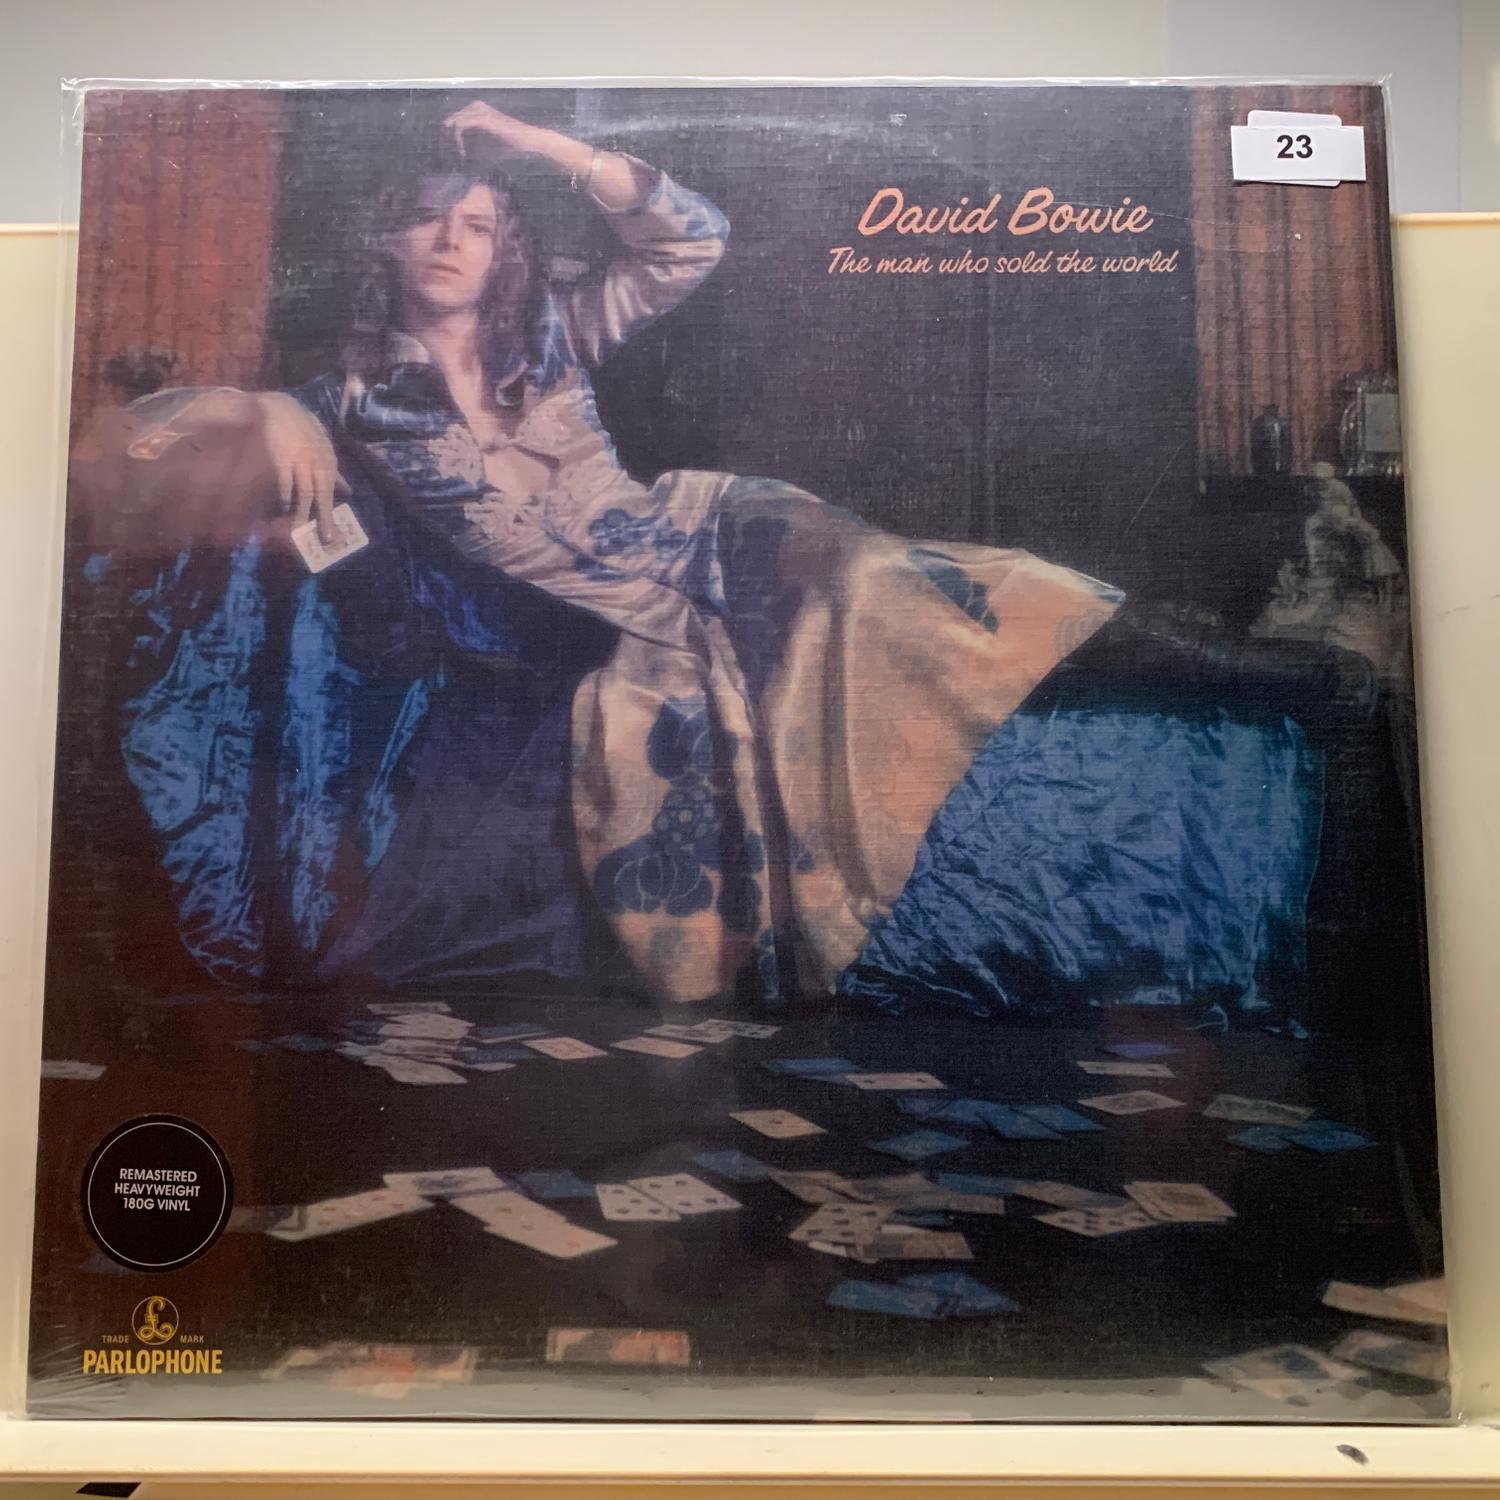 23
David Bowie
The man who sold the world
REMASTERED
HEAVYWEIGHT
180G VINYL
TRADE MARK
PARLOPHONE